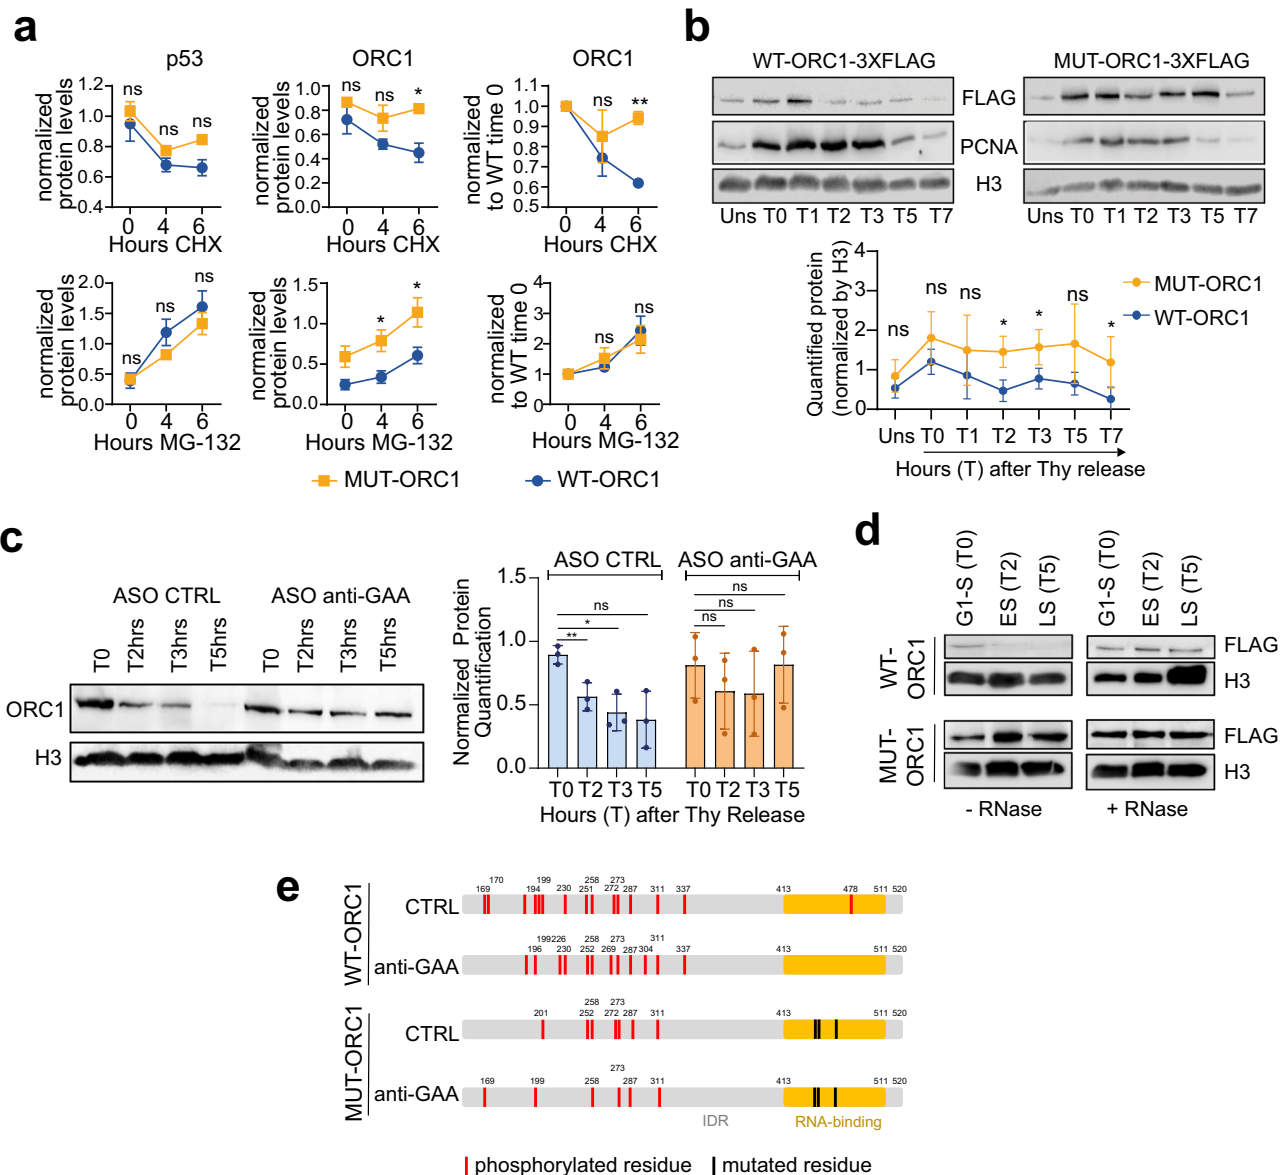 a
p53
ORC1
ORC1
normalized
protein levels
1.2
1.0
0.8
0.6
0.4
ns
ns
ns
0 4 6
Hours CHX
normalized
protein levels
1.0
0.8
0.6
0.4
0.2
0.0
ns
ns
*
0 4 6
Hours CHX
normalized
to WT time 0
1.1
1.0
0.9
0.8
0.7
0.6
0.5
ns
**
0 4 6
Hours CHX
normalized
protein levels
2.0
1.5
1.0
0.5
0.0
ns
ns
ns
0 4 6
Hours MG-132
normalized
protein levels
1.5
1.0
0.5
0.0
*
*
0 4 6
Hours MG-132
normalized
to WT time 0
4
3
2
1
0
ns
ns
0 4 6
Hours MG-132
MUT-ORC1
WT-ORC1
b
WT-ORC1-3XFLAG
MUT-ORC1-3XFLAG
FLAG
PCNA
H3
Uns T0 T1 T2 T3 T5 T7
Uns T0 T1 T2 T3 T5 T7
Quantified protein
(normalized by H3)
4
3
2
1
0
ns
ns
ns
*
*
ns
*
MUT-ORC1
WT-ORC1
Uns T0 T1 T2 T3 T5 T7
Hours (T) after Thy release
c
ASO CTRL
ASO anti-GAA
T0 T2hrs T3hrs T5hrs T0 T2hrs T3hrs T5hrs
ORC1
H3
ASO CTRL
ASO anti-GAA
Normalized Protein
Quantification
1.5
1.0
0.5
0.0
ns
*
**
ns
ns
ns
T0 T2 T3 T5 T0 T2 T3 T5
Hours (T) after Thy Release
d
G1-S (T0) ES (T2) LS (T5)
G1-S (T0) ES (T2) LS (T5)
WT-
ORC1
FLAG
H3
MUT-
ORC1
FLAG
H3
- RNase
+ RNase
e
WT-ORC1
170 199 258 273
169 194 230 251 272 287 311 337 413 478 511 520
CTRL
199 226 258 273 311
196 230 252 269 287 304 337 413 511 520
anti-GAA
MUT-ORC1
258 273
201 252 272 287 311 413 511 520
CTRL
273
169 199 258 287 311 413 511 520
anti-GAA
IDR
RNA-binding
phosphorylated residue
mutated residue